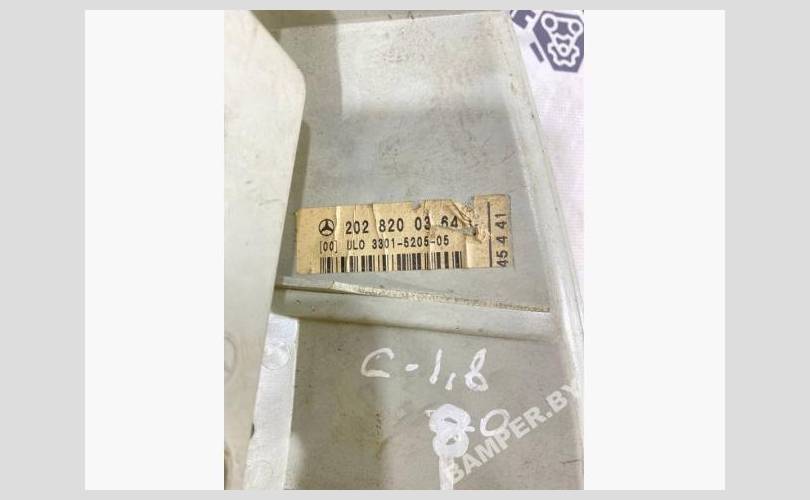 202 820 03 64
[00] ULO 3301-5205-05
45 4 41
C-1,8
80
BAMPER.BY